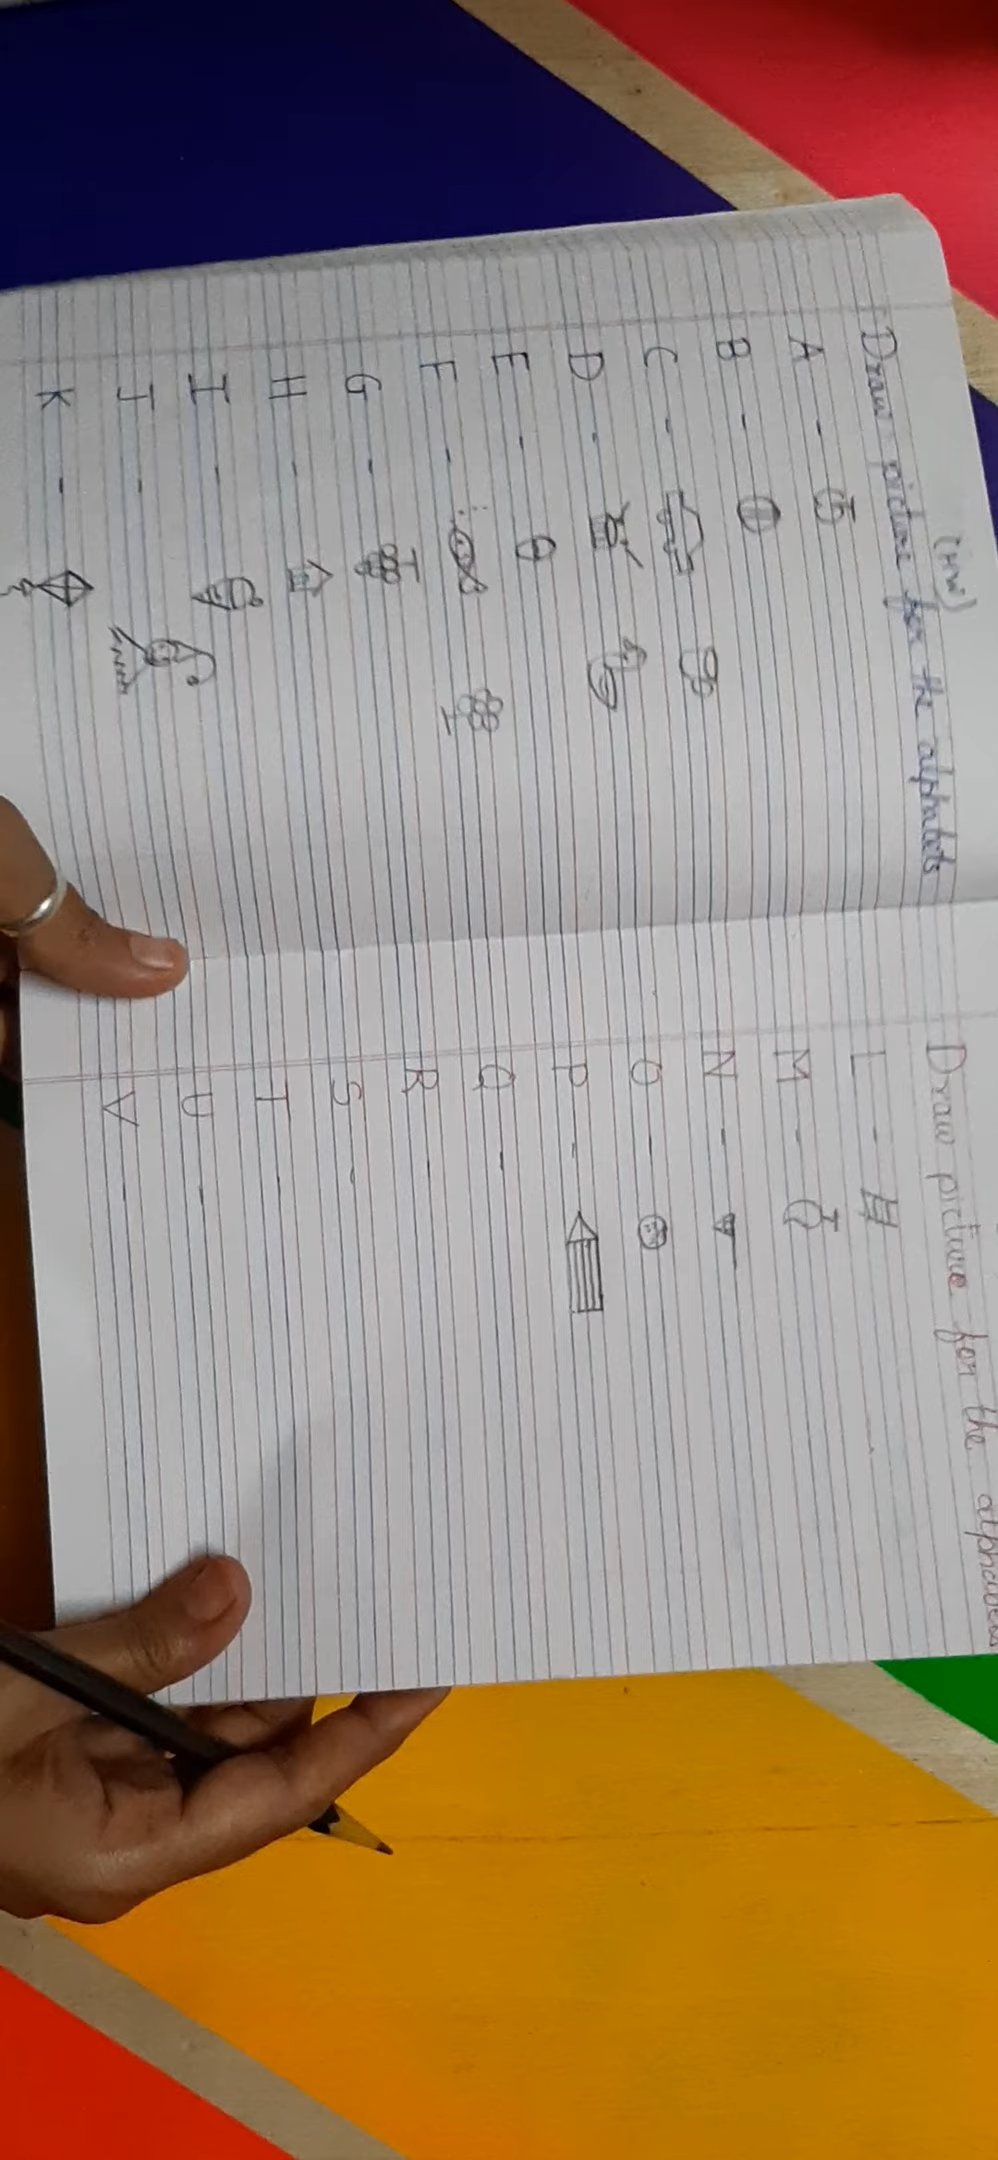 (HW)
Draw picture for the alphabets
A -
B -
C -
D -
E -
F -
G -
H -
I -
J -
K -
Draw picture for the alphabets
L -
M -
N -
O -
P -
Q -
R -
S -
T -
U -
V -